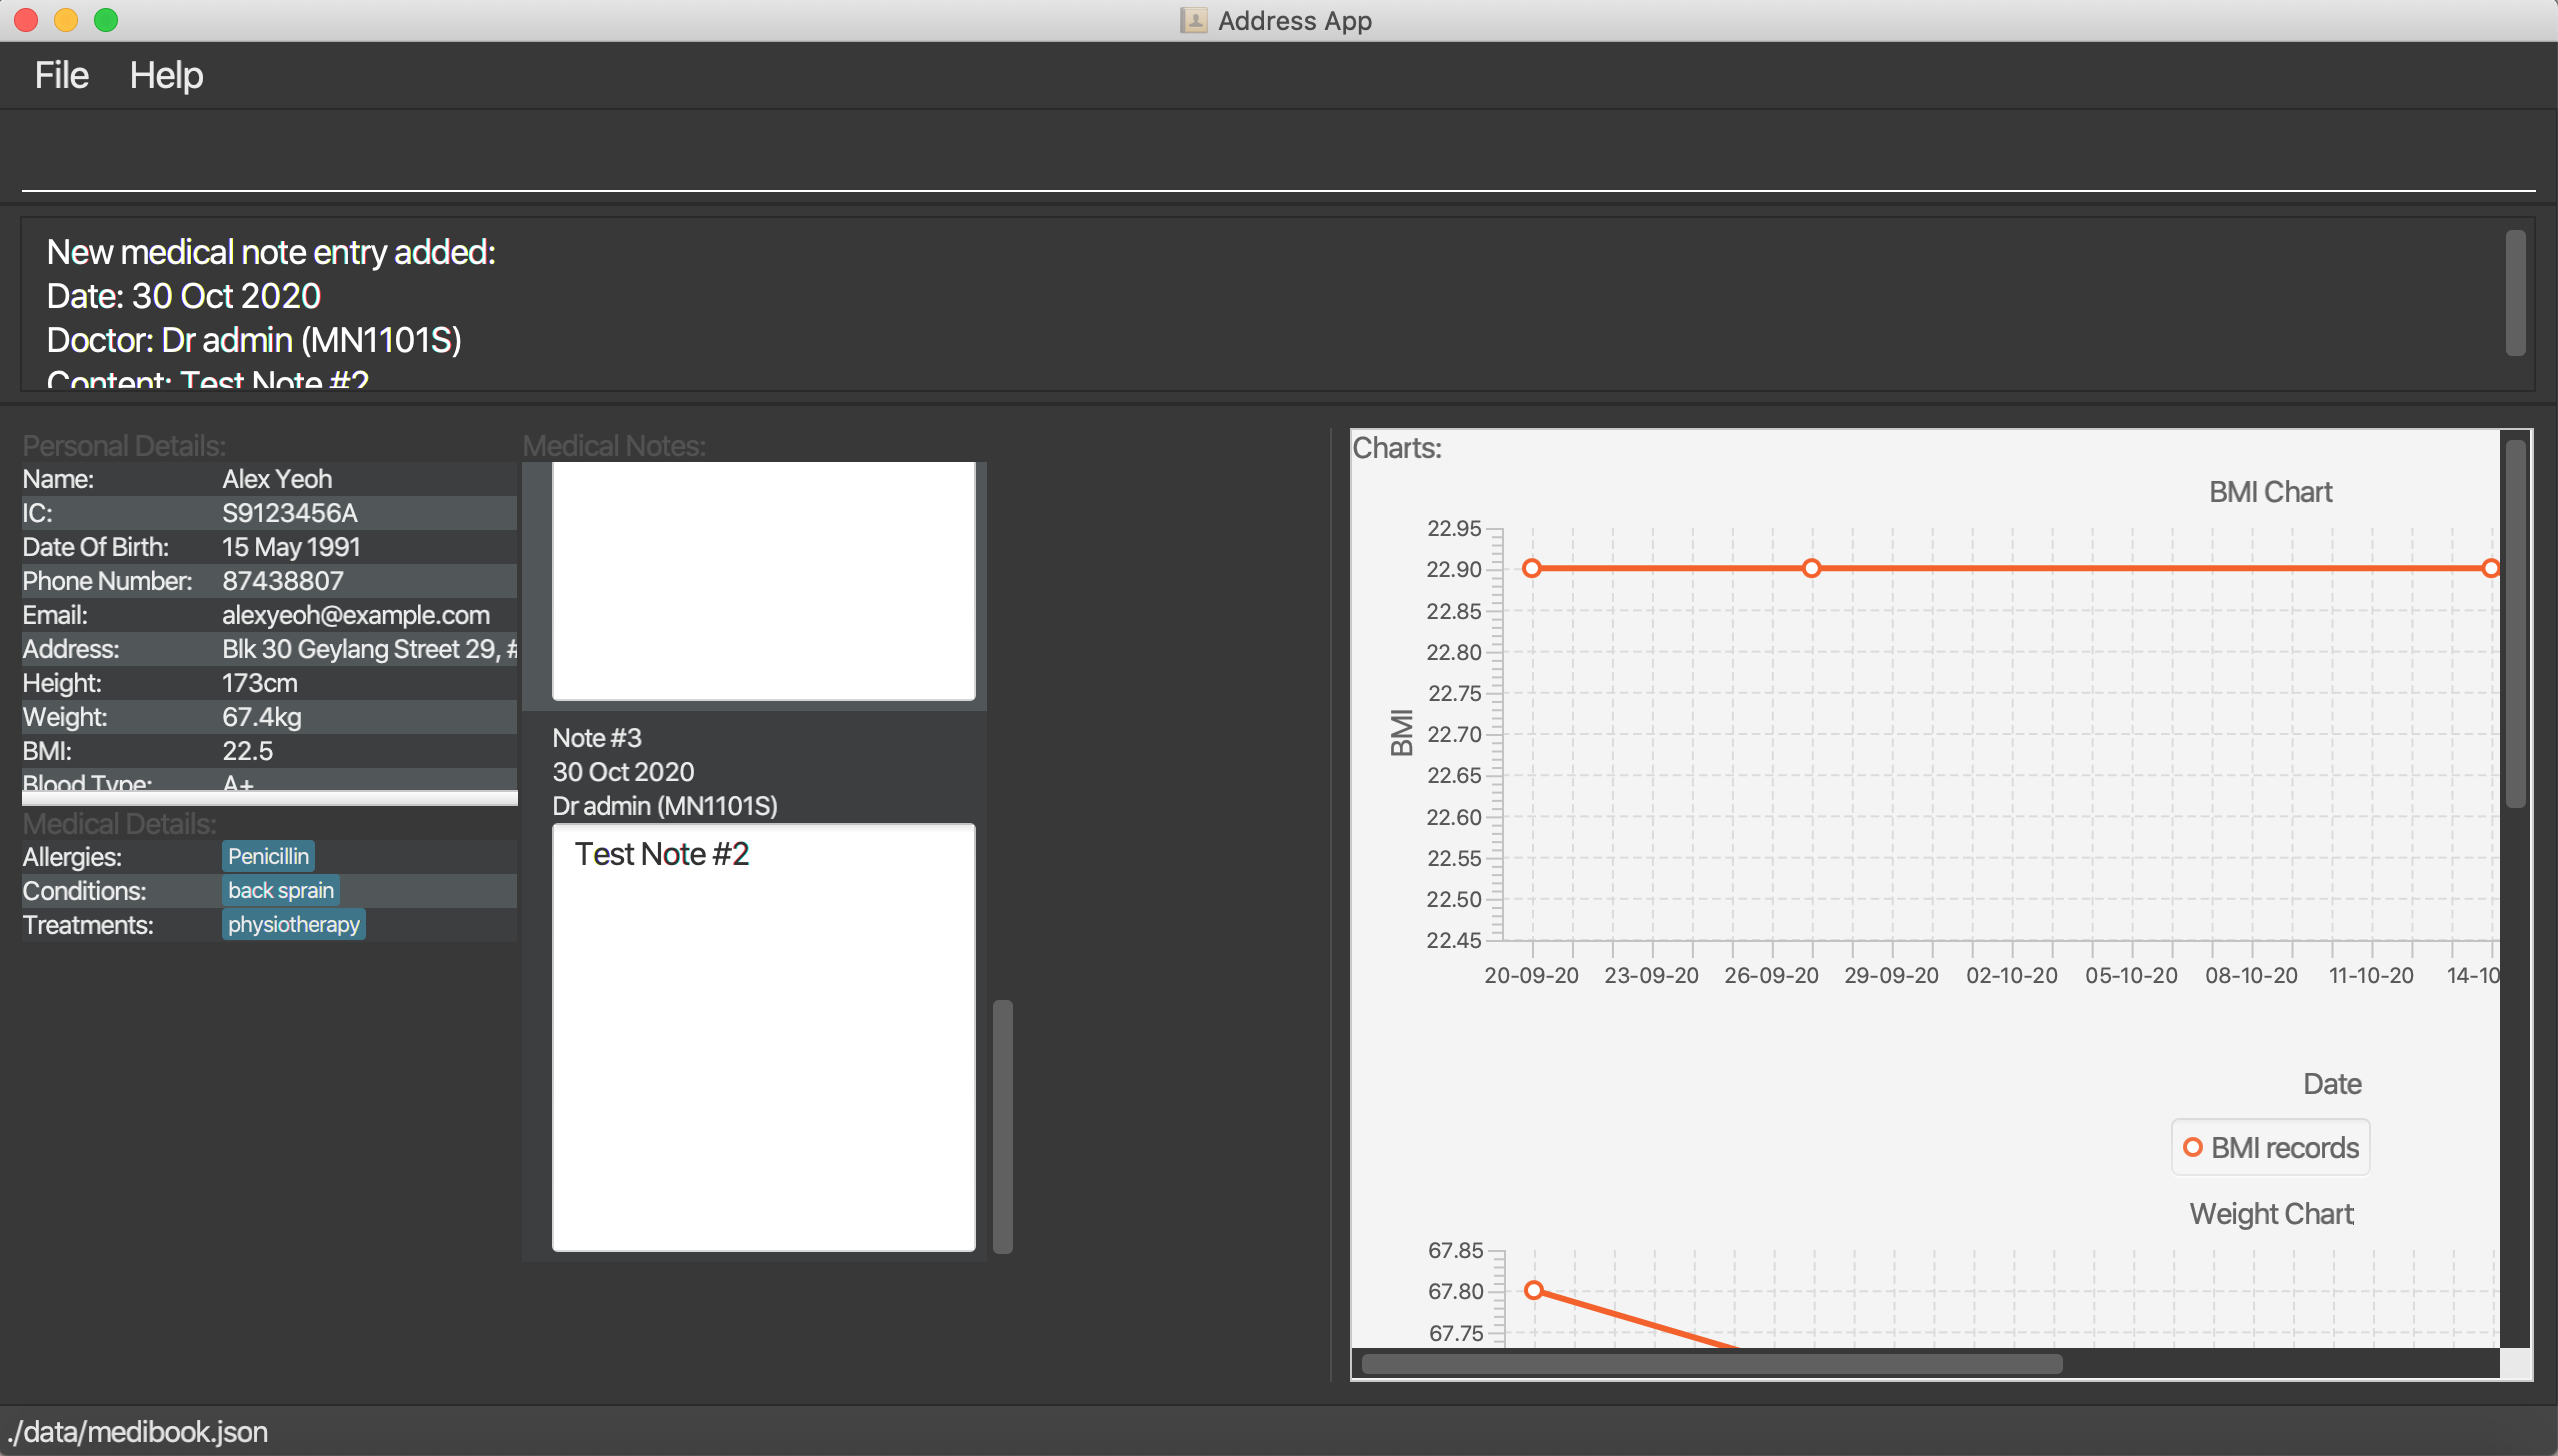 Address App
File Help
New medical note entry added:
Date: 30 Oct 2020
Doctor: Dr admin (MN1101S)
Content: Test Note #2
Personal Details:
Name: Alex Yeoh
IC: S9123456A
Date Of Birth: 15 May 1991
Phone Number: 87438807
Email: alexyeoh@example.com
Address: Blk 30 Geylang Street 29, #
Height: 173cm
Weight: 67.4kg
BMI: 22.5
Blood Type: A+
Medical Details:
Allergies: Penicillin
Conditions: back sprain
Treatments: physiotherapy
Medical Notes:
Note #3
30 Oct 2020
Dr admin (MN1101S)
Test Note #2
Charts:
BMI Chart
22.95
22.90
22.85
22.80
22.75
22.70
22.65
22.60
22.55
22.50
22.45
BMI
20-09-20 23-09-20 26-09-20 29-09-20 02-10-20 05-10-20 08-10-20 11-10-20 14-10
Date
BMI records
Weight Chart
67.85
67.80
67.75
./data/medibook.json